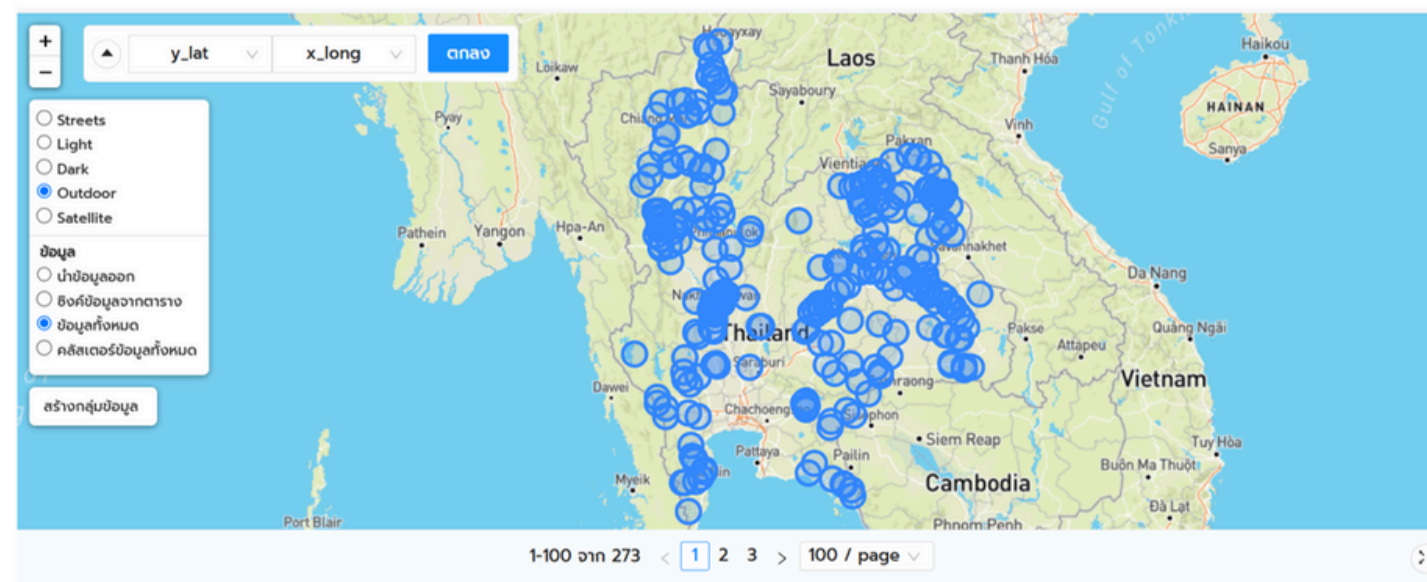 +
−
y_lat
x_long
ตกลง
Streets
Light
Dark
Outdoor
Satellite
ข้อมูล
นำข้อมูลออก
ซิงค์ข้อมูลจากตาราง
ข้อมูลทั้งหมด
คลัสเตอร์ข้อมูลทั้งหมด
สร้างกลุ่มข้อมูล
Laos
Loikaw
Sayaboury
Thanh Hóa
Gulf of
Haikou
HAINAN
Sanya
Pyay
Vinh
Pakxan
Pathein
Yangon
Hpa-An
Da Nang
Thailand
Saraburi
Pakse
Quảng Ngãi
Attapeu
Vietnam
Dawei
Siem Reap
Tuy Hòa
Pattaya
Pailin
Buôn Ma Thuột
Myeik
Cambodia
Đà Lạt
Port Blair
Phnom Penh
1-100 จาก 273 < 1 2 3 > 100 / page